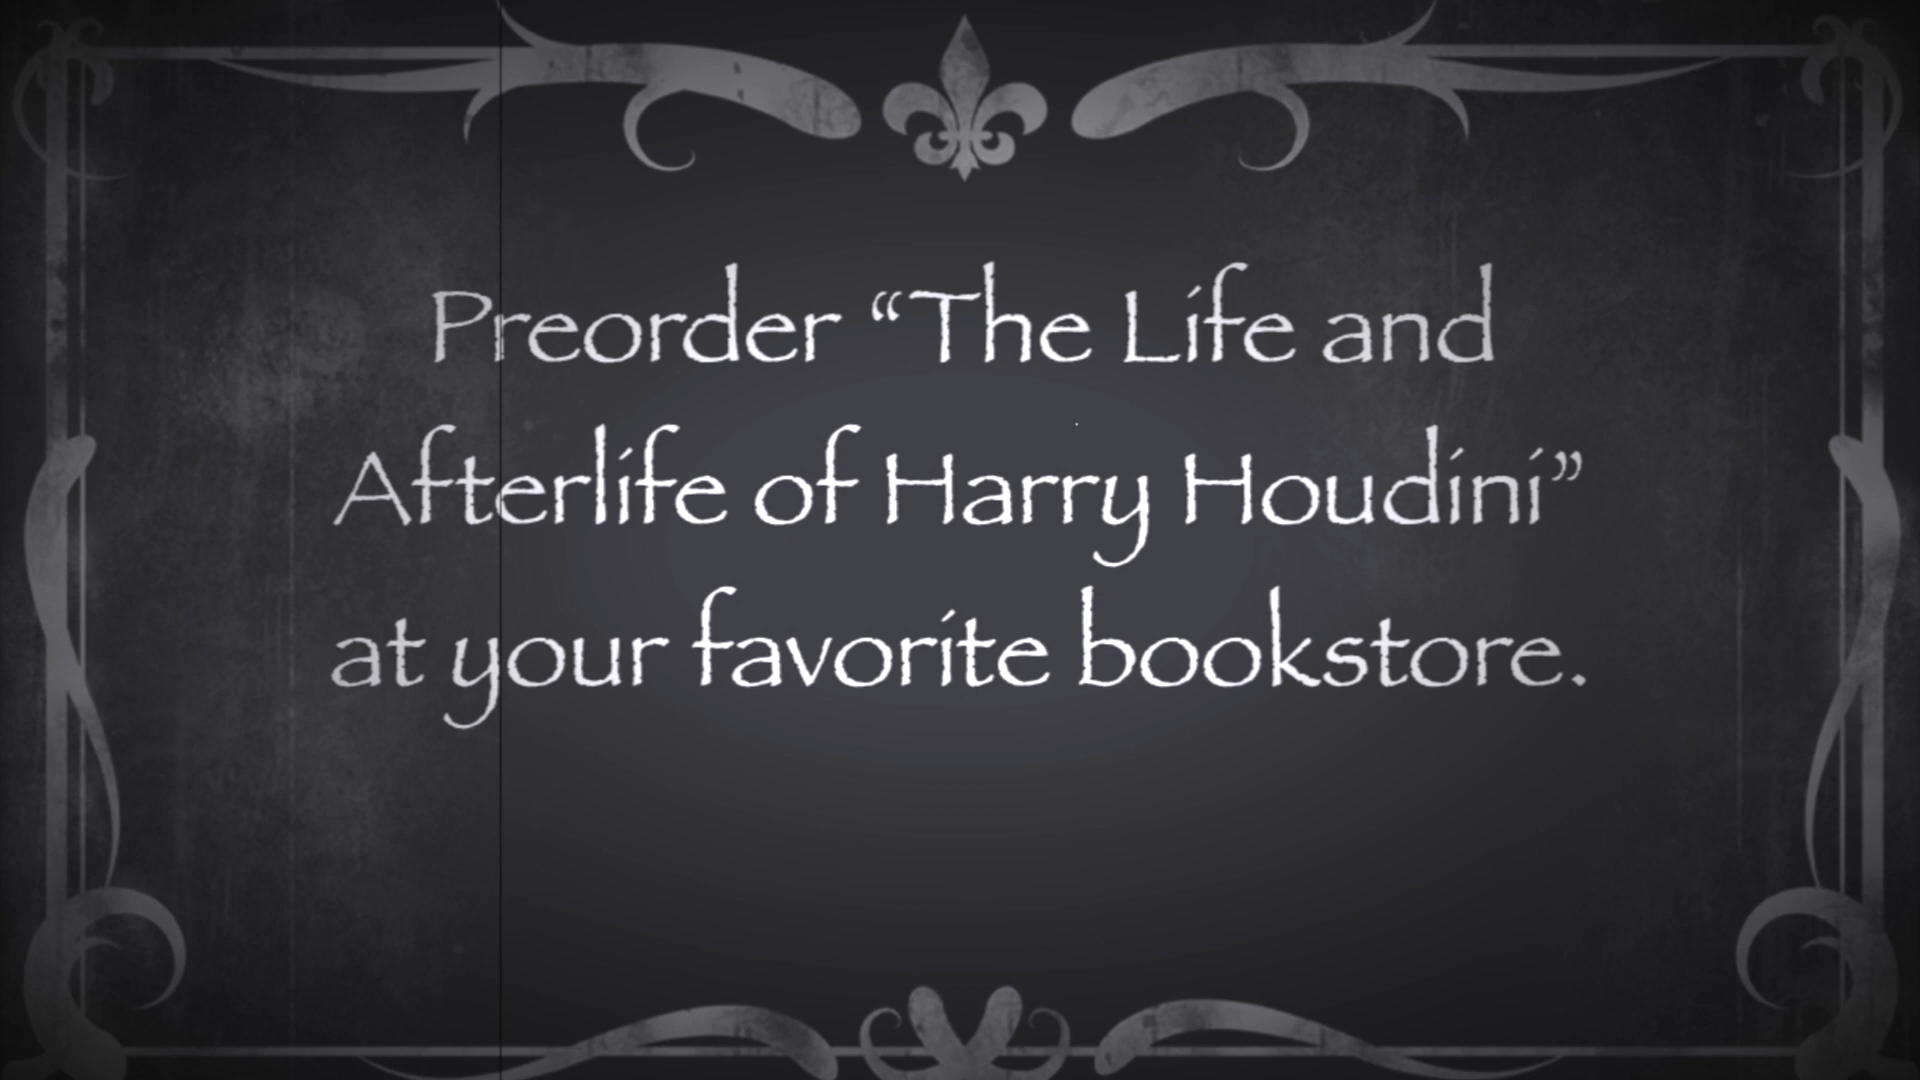 Preorder “The Life and
Afterlife of Harry Houdini”
at your favorite bookstore.